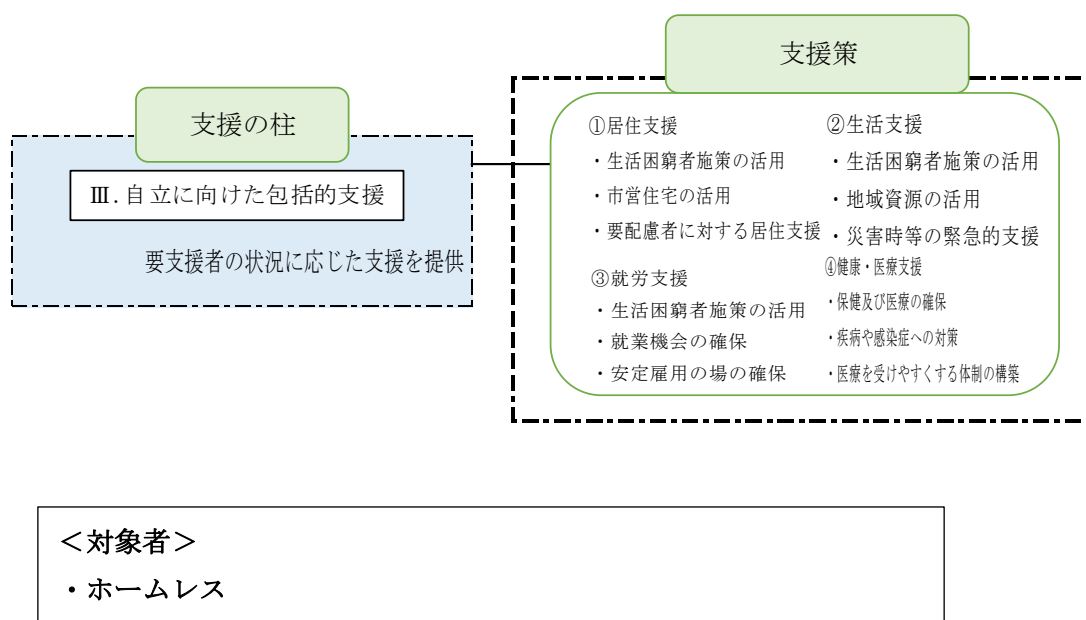 支援策
支援の柱
Ⅲ.自立に向けた包括的支援
要支援者の状況に応じた支援を提供
①居住支援
・生活困窮者施策の活用
・市営住宅の活用
・要配慮者に対する居住支援
②生活支援
・生活困窮者施策の活用
・地域資源の活用
・災害時等の緊急的支援
③就労支援
・生活困窮者施策の活用
・就業機会の確保
・安定雇用の場の確保
④健康・医療支援
・保健及び医療の確保
・疾病や感染症への対策
・医療を受けやすくする体制の構築
＜対象者＞
・ホームレス